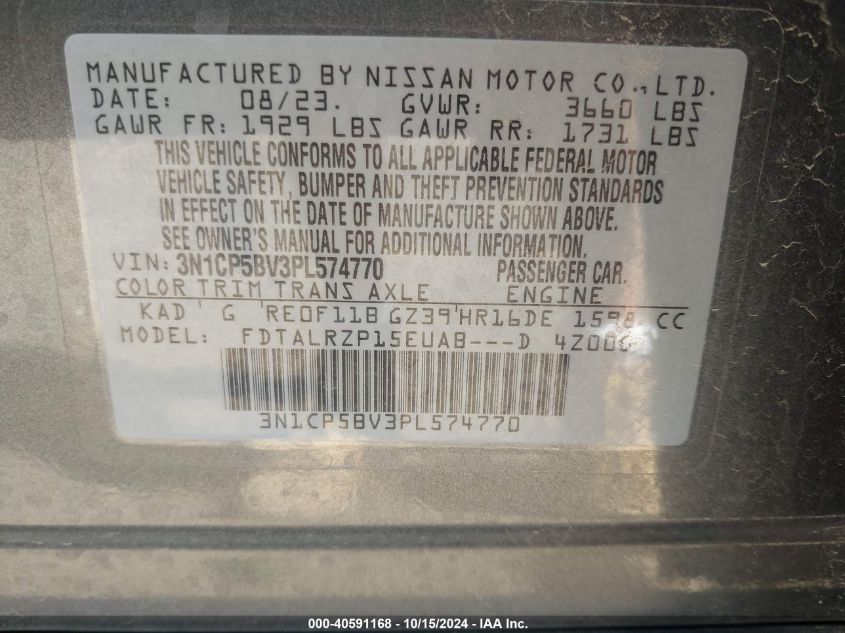 MANUFACTURED BY NISSAN MOTOR CO., LTD.
DATE: 08/23. GVWR: 3660 LBS
GAWR FR: 1929 LBS GAWR RR: 1731 LBS
THIS VEHICLE CONFORMS TO ALL APPLICABLE FEDERAL MOTOR
VEHICLE SAFETY, BUMPER AND THEFT PREVENTION STANDARDS
IN EFFECT ON THE DATE OF MANUFACTURE SHOWN ABOVE.
SEE OWNER'S MANUAL FOR ADDITIONAL INFORMATION.
VIN: 3N1CP5BV3PL574770 PASSENGER CAR.
COLOR TRIM TRANS AXLE ENGINE
KAD G RE0F11B GZ39 HR16DE 1598 CC
MODEL: FDTALRZP15EUAB---D
3N1CP5BV3PL574770
000-40591168 - 10/15/2024 - IAA Inc.